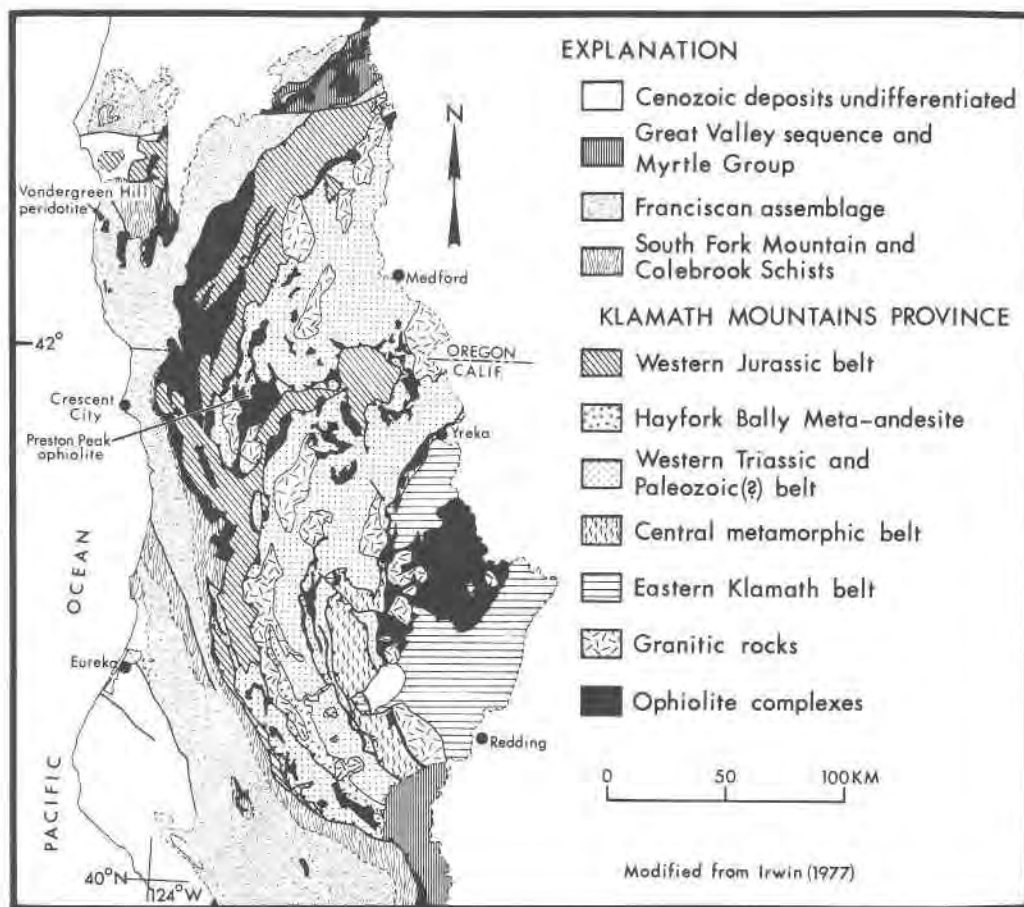 EXPLANATION
Cenozoic deposits undifferentiated
Great Valley sequence and
Myrtle Group
Franciscan assemblage
South Fork Mountain and
Colebrook Schists
KLAMATH MOUNTAINS PROVINCE
Western Jurassic belt
Hayfork Bally Meta-andesite
Western Triassic and
Paleozoic(?) belt
Central metamorphic belt
Eastern Klamath belt
Granitic rocks
Ophiolite complexes
0 50 100KM
Modified from Irwin (1977)
N
Vondergreen Hill
peridotite
Medford
42°
OREGON
CALIF.
Crescent
City
Preston Peak
ophiolite
Yreka
Eureka
Redding
PACIFIC OCEAN
40°N
124°W